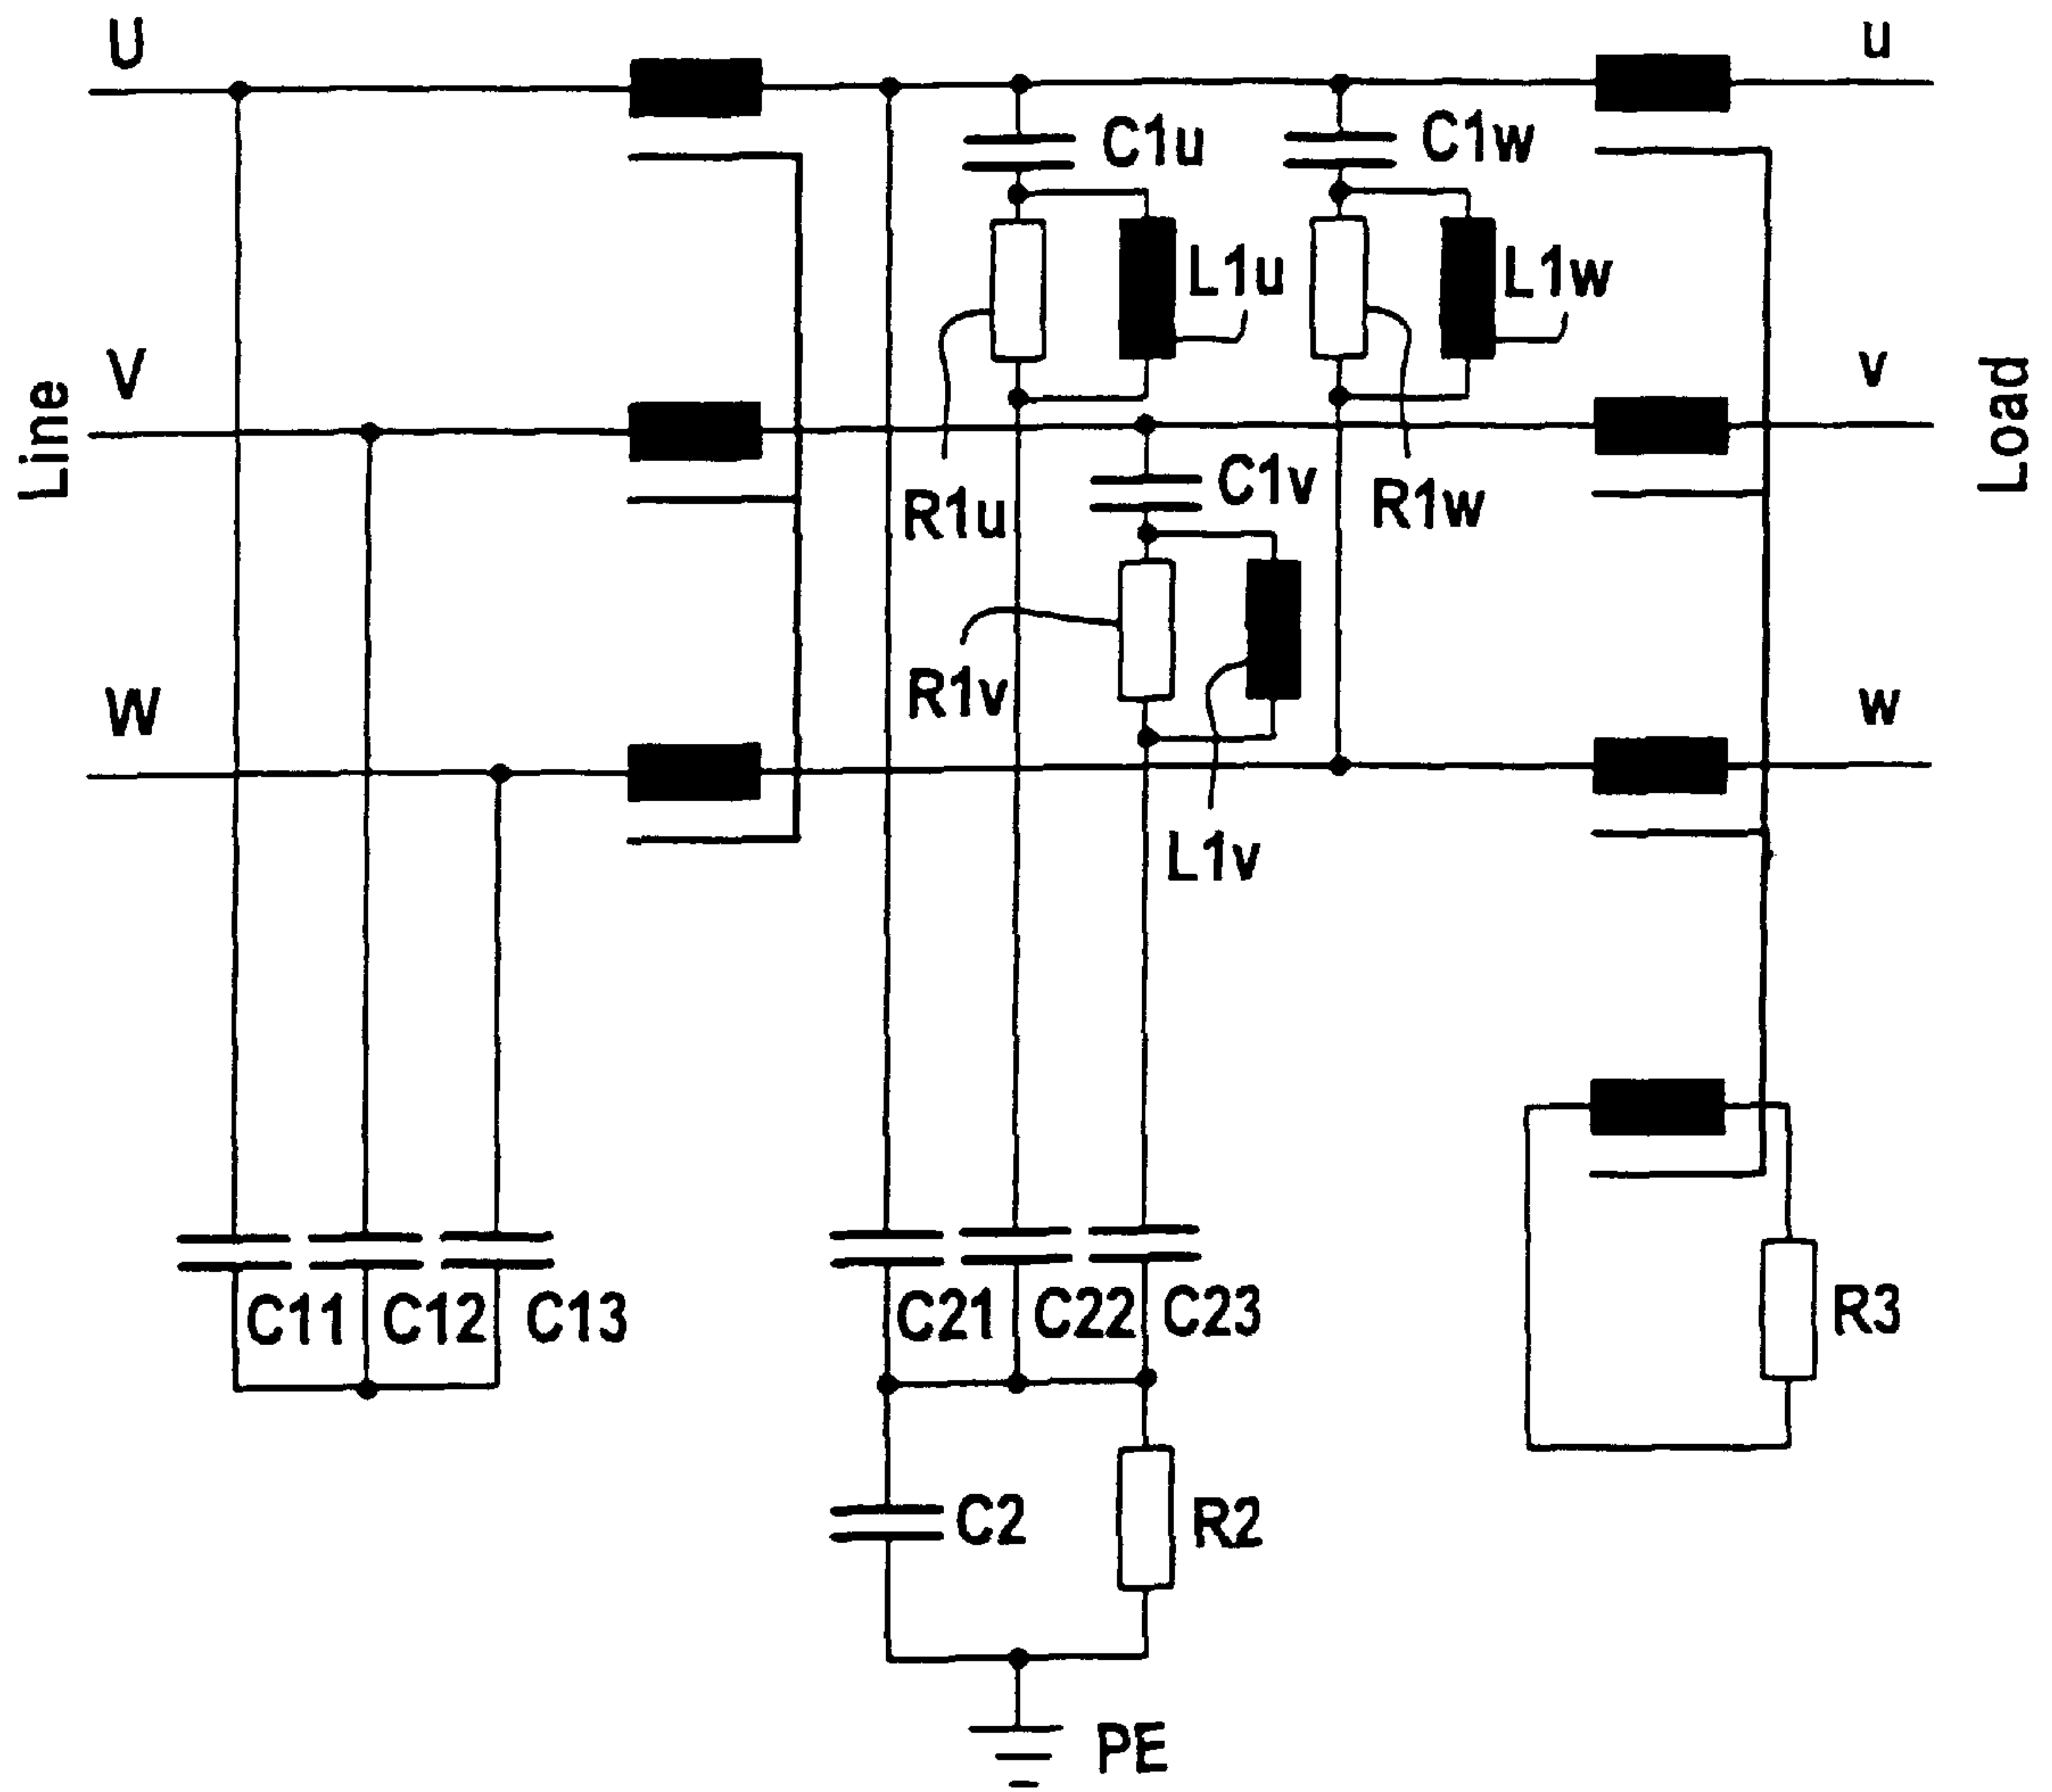 U
u
C1u
C1w
L1u
L1w
V
v
Line
Load
C1v
R1u
R1w
R1v
W
w
L1v
C11
C12
C13
C21
C22
C23
R3
C2
R2
PE